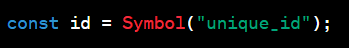 const id = Symbol("unique_id");